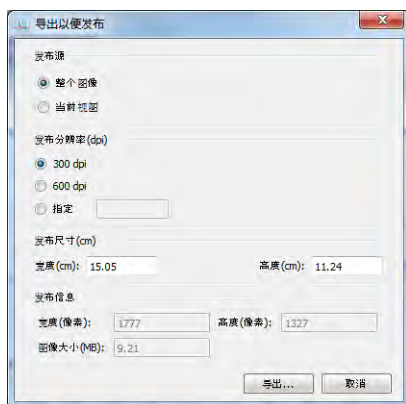 导出以便发布
发布源
整个图像
当前视图
发布分辨率(dpi)
300 dpi
600 dpi
指定
发布尺寸(cm)
宽度(cm): 15.05 高度(cm): 11.24
发布信息
宽度(像素): 1777 高度(像素): 1327
图像大小(MB): 9.21
导出... 取消